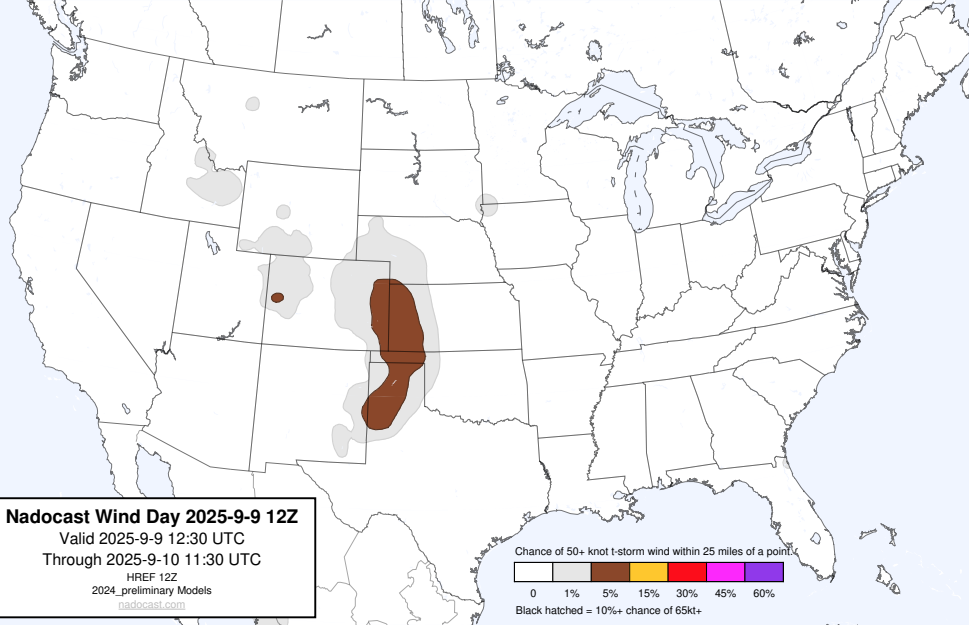 Nadocast Wind Day 2025-9-9 12Z
Valid 2025-9-9 12:30 UTC
Through 2025-9-10 11:30 UTC
HREF 12Z
2024_preliminary Models
nadocast.com
Chance of 50+ knot t-storm wind within 25 miles of a point.
0 1% 5% 15% 30% 45% 60%
Black hatched = 10%+ chance of 65kt+